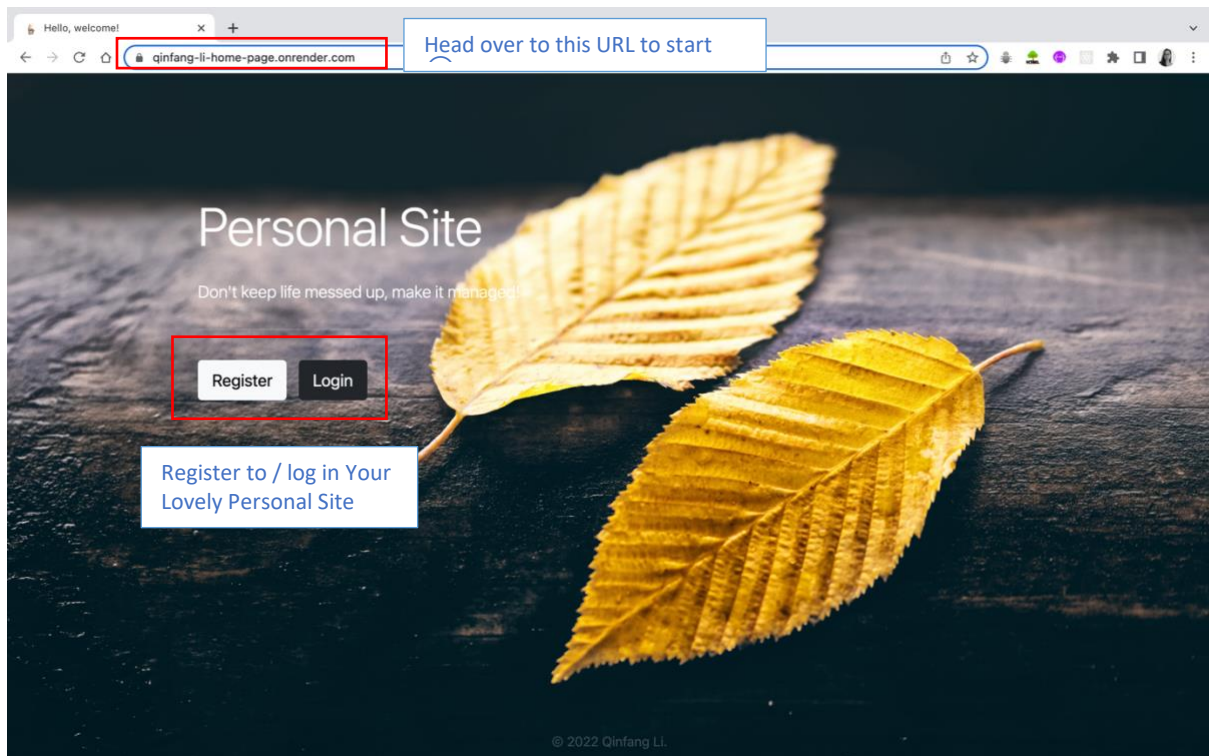 Hello, welcome!
qinfang-li-home-page.onrender.com
Head over to this URL to start
Personal Site
Don't keep life messed up, make it managed!
Register Login
Register to / log in Your
Lovely Personal Site
© 2022 Qinfang Li.